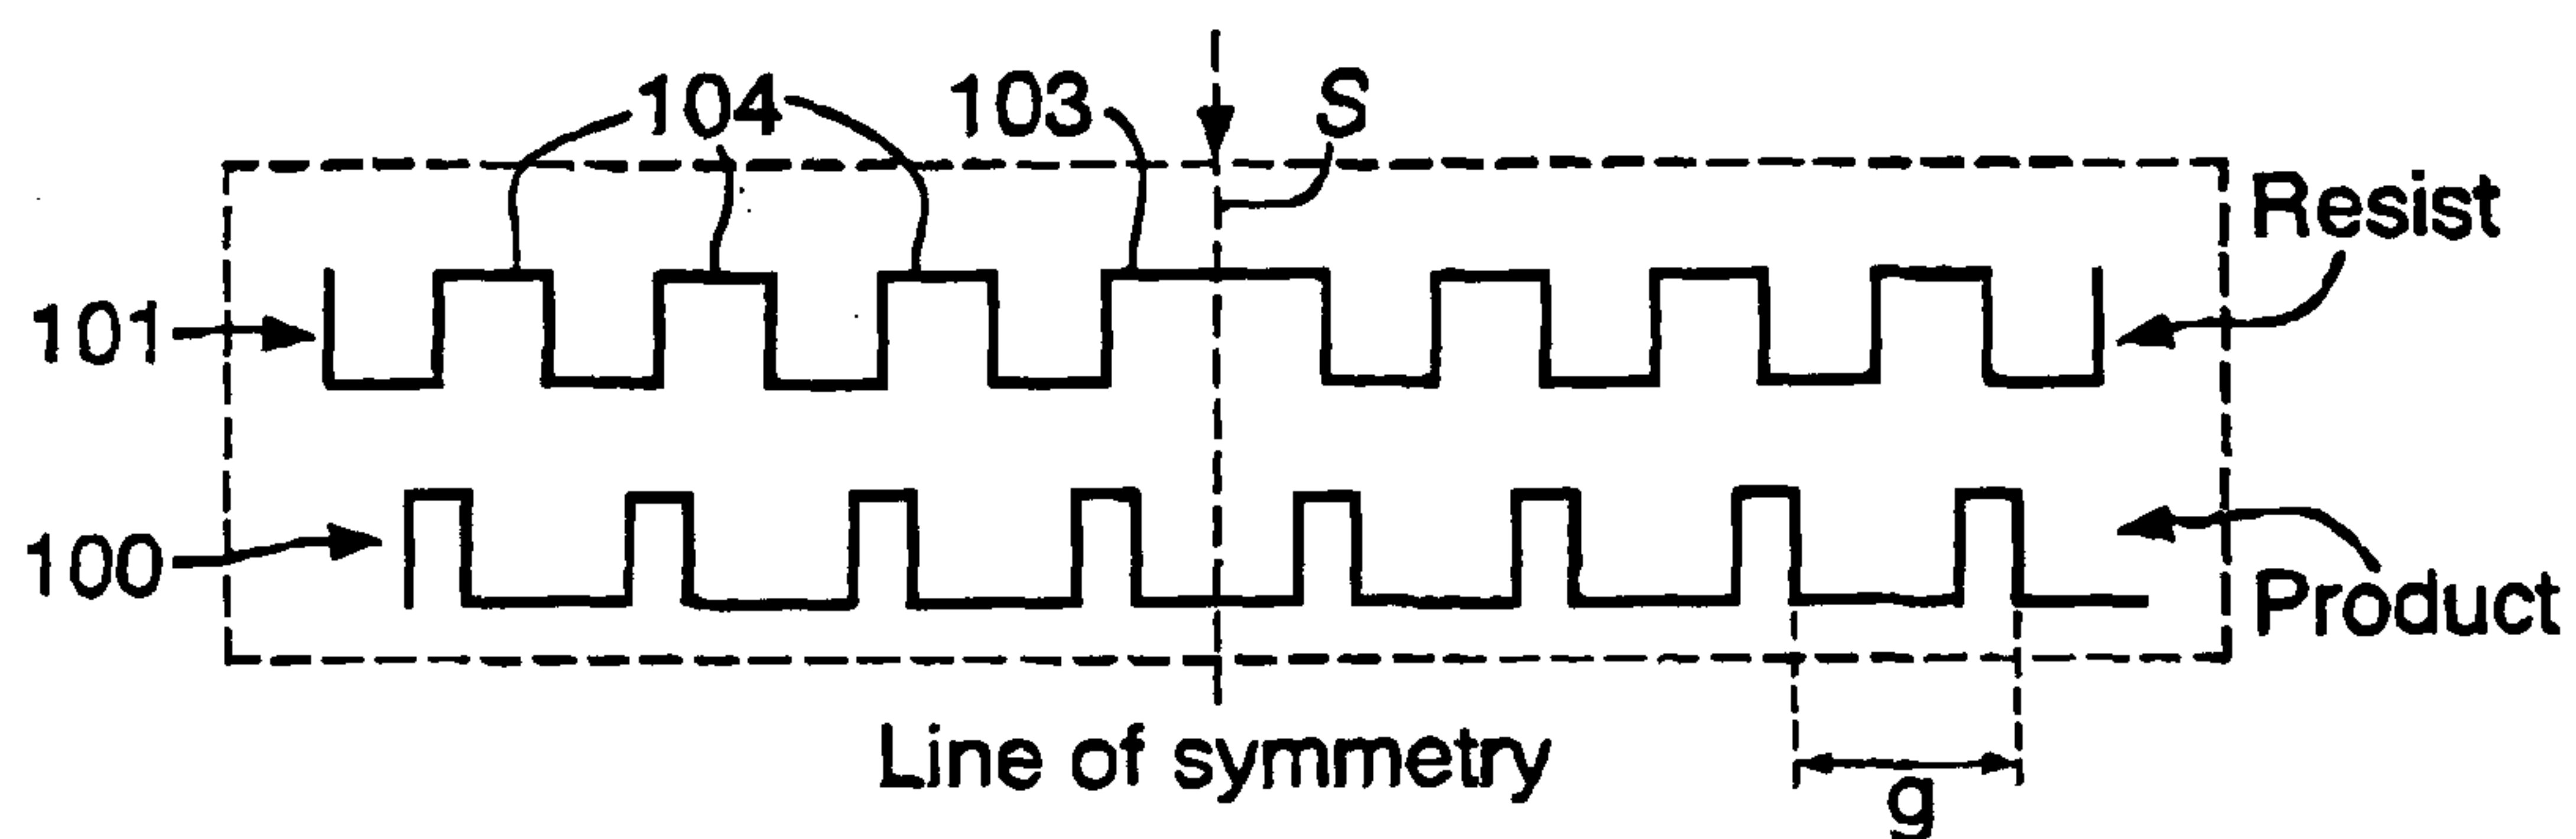 104
103
S
Resist
101
100
Product
Line of symmetry
g